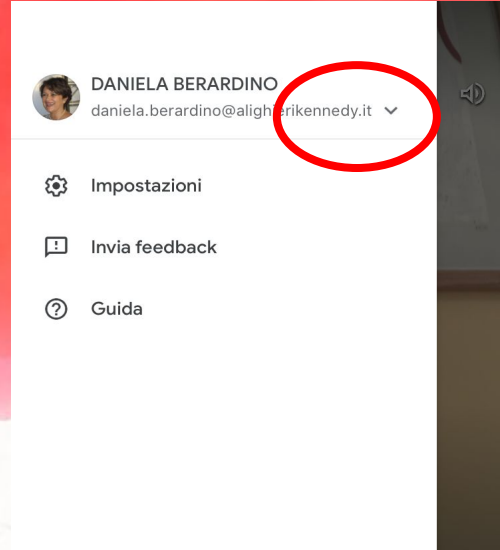 DANIELA BERARDINO
daniela.berardino@alighierikennedy.it
Impostazioni
Invia feedback
Guida